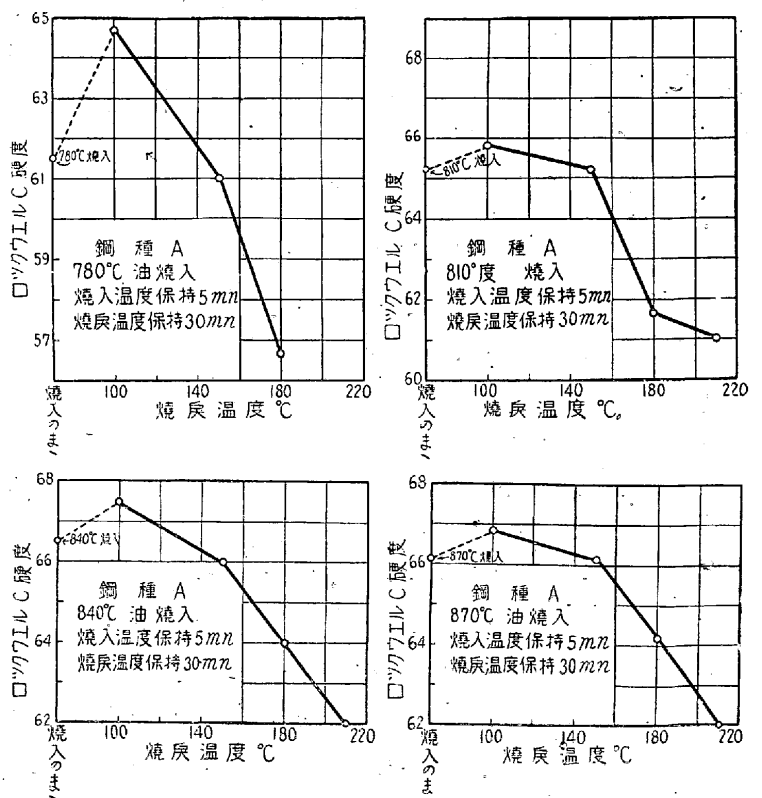 ロックウエルC硬度
65
63
61
59
57
780℃焼入
鋼種A
780℃油焼入
焼入温度保持5mn
焼戻温度保持30mn
焼入のまゝ
100 140 180 220
焼戻温度℃
ロックウエルC硬度
68
66
64
62
60
810℃焼入
鋼種A
810°度 焼入
焼入温度保持5mn
焼戻温度保持30mn
焼入のまゝ
100 140 180 220
焼戻温度℃。
ロックウエルC硬度
68
66
64
62
840℃焼入
鋼種A
840℃油焼入
焼入温度保持5mn
焼戻温度保持30mn
焼入のまゝ
100 140 180 220
焼戻温度℃
ロックウエルC硬度
68
66
64
62
870℃焼入
鋼種A
870℃油焼入
焼入温度保持5mn
焼戻温度保持30mn
焼入のま
100 140 180 220
焼戻温度℃